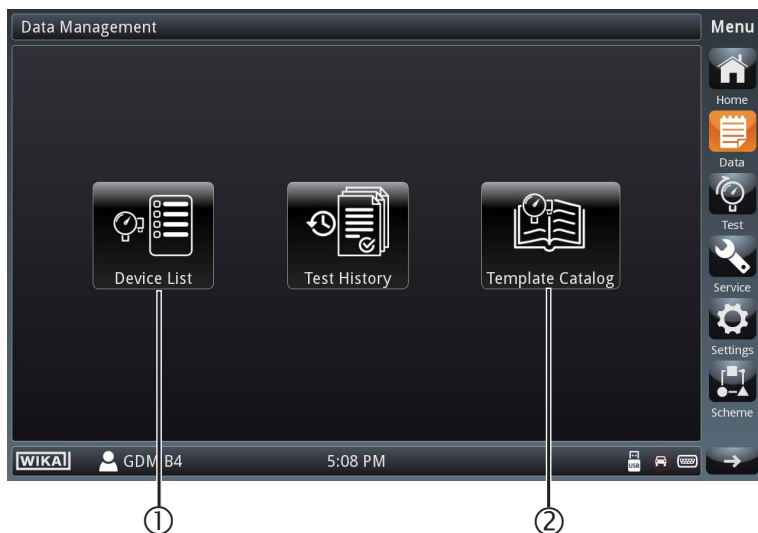 Data Management
Menu
Home
Data
Test
Service
Settings
Scheme
Device List
Test History
Template Catalog
WIKAI
GDM B4
5:08 PM
USB
①
②